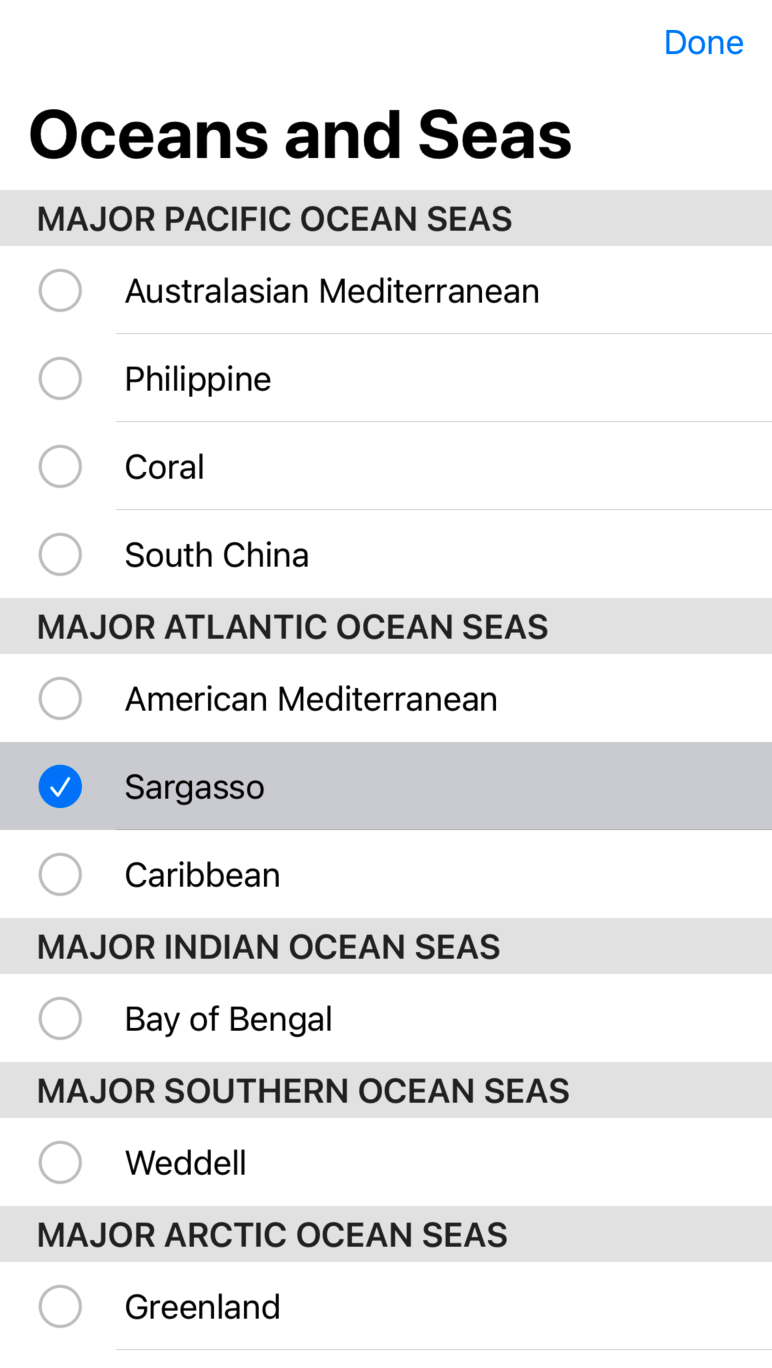 Done
Oceans and Seas
MAJOR PACIFIC OCEAN SEAS
Australasian Mediterranean
Philippine
Coral
South China
MAJOR ATLANTIC OCEAN SEAS
American Mediterranean
Sargasso
Caribbean
MAJOR INDIAN OCEAN SEAS
Bay of Bengal
MAJOR SOUTHERN OCEAN SEAS
Weddell
MAJOR ARCTIC OCEAN SEAS
Greenland